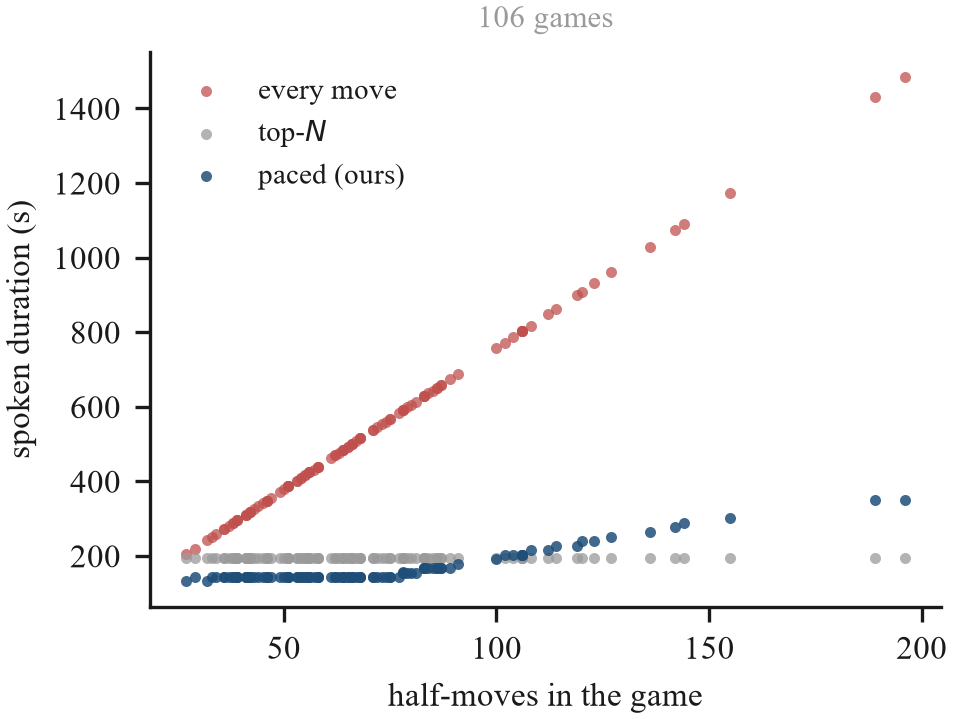 106 games
every move
top-N
paced (ours)
1400
1200
1000
800
600
400
200
spoken duration (s)
50
100
150
200
half-moves in the game